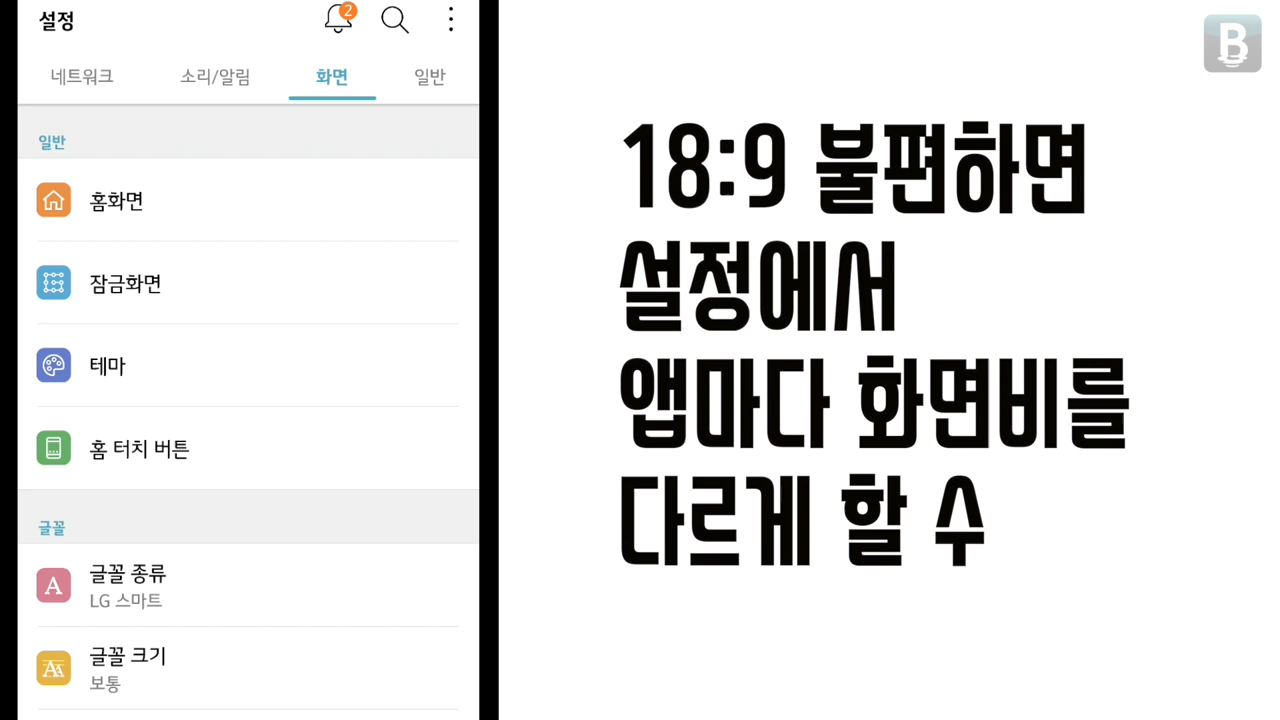 설정
2
네트워크
소리/알림
화면
일반
일반
홈화면
잠금화면
테마
홈 터치 버튼
글꼴
A
글꼴 종류
LG 스마트
AA
글꼴 크기
보통
B
18:9 불편하면
설정에서
앱마다 화면비를
다르게 할 수